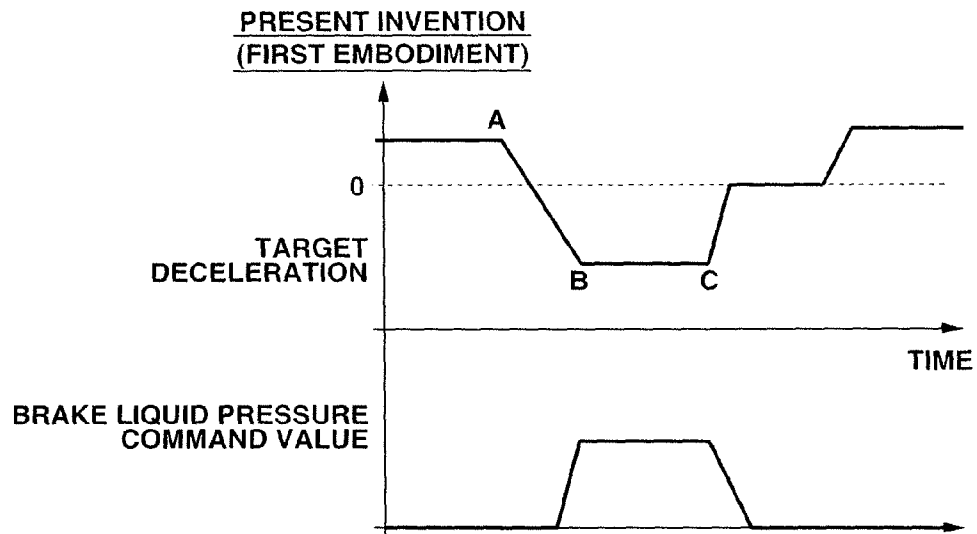 PRESENT INVENTION
(FIRST EMBODIMENT)
A
0
TARGET
DECELERATION
B
C
TIME
BRAKE LIQUID PRESSURE
COMMAND VALUE